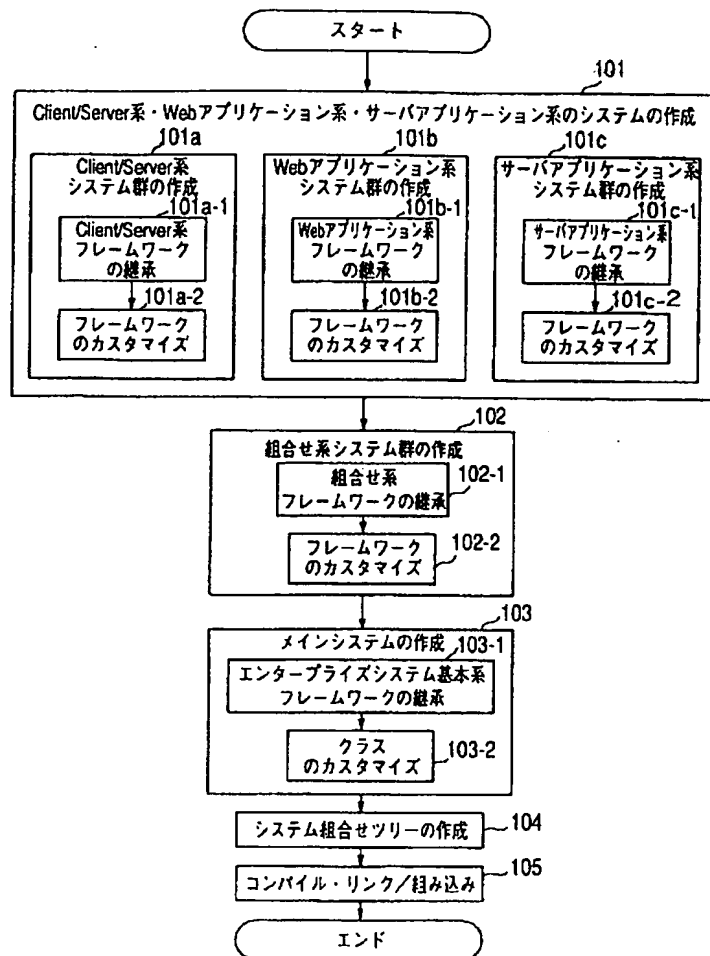 スタート
101
Client/Server系・Webアプリケーション系・サーバアプリケーション系のシステムの作成
101a
Client/Server系
システム群の作成
101a-1
Client/Server系
フレームワーク
の継承
101a-2
フレームワーク
のカスタマイズ
101b
Webアプリケーション系
システム群の作成
101b-1
Webアプリケーション系
フレームワーク
の継承
101b-2
フレームワーク
のカスタマイズ
101c
サーバアプリケーション系
システム群の作成
101c-1
サーバアプリケーション系
フレームワーク
の継承
101c-2
フレームワーク
のカスタマイズ
102
組合せ系システム群の作成
組合せ系
フレームワークの継承
102-1
フレームワーク
のカスタマイズ
102-2
103
メインシステムの作成
103-1
エンタープライズシステム基本系
フレームワークの継承
クラス
のカスタマイズ
103-2
システム組合せツリーの作成
104
コンパイル・リンク/組み込み
105
エンド